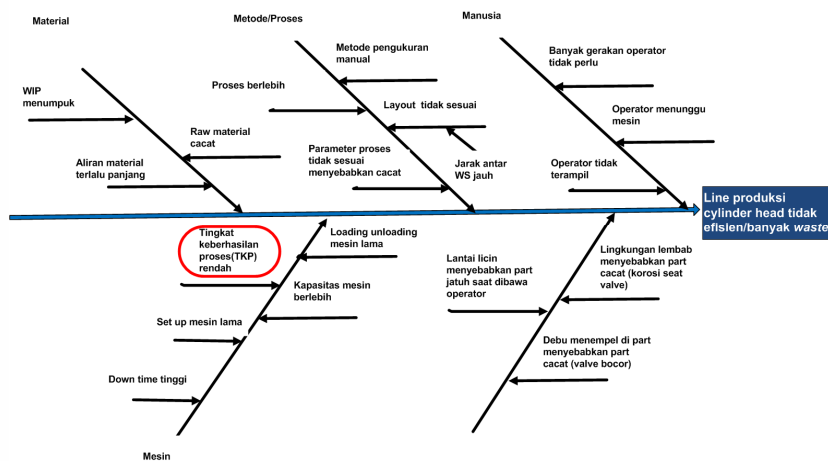 Material
Metode/Proses
Manusia
Metode pengukuran
manual
Banyak gerakan operator
tidak perlu
WIP
menumpuk
Proses berlebih
Layout  tidak sesuai
Operator menunggu
mesin
Raw material
cacat
Aliran material
terlalu panjang
Parameter proses
tidak sesuai
menyebabkan cacat
Jarak antar
WS jauh
Operator tidak
terampil
Line produksi
cylinder head tidak
efisien/banyak waste
Tingkat
keberhasilan
proses(TKP)
rendah
Loading unloading
mesin lama
Kapasitas mesin
berlebih
Set up mesin lama
Down time tinggi
Mesin
Lantai licin
menyebabkan part
jatuh saat dibawa
operator
Lingkungan lembab
menyebabkan part
cacat (korosi seat
valve)
Debu menempel di part
menyebabkan part
cacat (valve bocor)